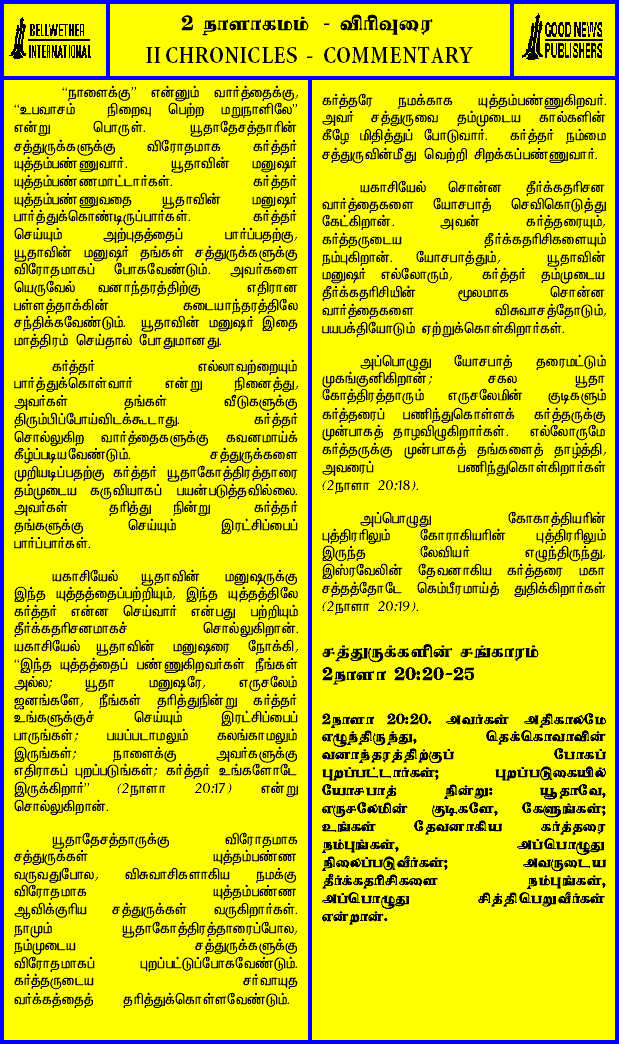 BELLWETHER
INTERNATIONAL
2 நாளாகமம் - விரிவுரை
II CHRONICLES - COMMENTARY
GOOD NEWS
PUBLISHERS
“நாளைக்கு” என்னும் வார்த்தைக்கு,
“உபவாசம் நிறைவு பெற்ற மறுநாளிலே”
என்று பொருள். யூதாதேசத்தாரின்
சத்துருக்களுக்கு விரோதமாக கர்த்தர்
யுத்தம்பண்ணுவார். யூதாவின் மனுஷர்
யுத்தம்பண்ணமாட்டார்கள். கர்த்தர்
யுத்தம்பண்ணுவதை யூதாவின் மனுஷர்
பார்த்துக்கொண்டிருப்பார்கள். கர்த்தர்
செய்யும் அற்புதத்தைப் பார்ப்பதற்கு,
யூதாவின் மனுஷர் தங்கள் சத்துருக்களுக்கு
விரோதமாகப் போகவேண்டும். அவர்களை
யெருவேல் வனாந்தரத்திற்கு எதிரான
பள்ளத்தாக்கின் கடையாந்தரத்திலே
சந்திக்கவேண்டும். யூதாவின் மனுஷர் இதை
மாத்திரம் செய்தால் போதுமானது.
கர்த்தர் எல்லாவற்றையும்
பார்த்துக்கொள்வார் என்று நினைத்து,
அவர்கள் தங்கள் வீடுகளுக்கு
திரும்பிப்போய்விடக்கூடாது. கர்த்தர்
சொல்லுகிற வார்த்தைகளுக்கு கவனமாய்க்
கீழ்ப்படியவேண்டும். சத்துருக்களை
முறியடிப்பதற்கு கர்த்தர் யூதாகோத்திரத்தாரை
தம்முடைய கருவியாகப் பயன்படுத்தவில்லை.
அவர்கள் தரித்து நின்று கர்த்தர்
தங்களுக்கு செய்யும் இரட்சிப்பைப்
பார்ப்பார்கள்.
யகாசியேல் யூதாவின் மனுஷருக்கு
இந்த யுத்தத்தைப்பற்றியும், இந்த யுத்தத்திலே
கர்த்தர் என்ன செய்வார் என்பது பற்றியும்
தீர்க்கதரிசனமாகச் சொல்லுகிறான்.
யகாசியேல் யூதாவின் மனுஷரை நோக்கி,
“இந்த யுத்தத்தைப் பண்ணுகிறவர்கள் நீங்கள்
அல்ல; யூதா மனுஷரே, எருசலேம்
ஜனங்களே, நீங்கள் தரித்துநின்று கர்த்தர்
உங்களுக்குச் செய்யும் இரட்சிப்பைப்
பாருங்கள்; பயப்படாமலும் கலங்காமலும்
இருங்கள்; நாளைக்கு அவர்களுக்கு
எதிராகப் புறப்படுங்கள்; கர்த்தர் உங்களோடே
இருக்கிறார்” (2நாளா 20:17) என்று
சொல்லுகிறான்.
யூதாதேசத்தாருக்கு விரோதமாக
சத்துருக்கள் யுத்தம்பண்ண
வருவதுபோல, விசுவாசிகளாகிய நமக்கு
விரோதமாக யுத்தம்பண்ண
ஆவிக்குரிய சத்துருக்கள் வருகிறார்கள்.
நாமும் யூதாகோத்திரத்தாரைப்போல,
நம்முடைய சத்துருக்களுக்கு
விரோதமாகப் புறப்பட்டுப்போகவேண்டும்.
கர்த்தருடைய சர்வாயுத
வர்க்கத்தைத் தரித்துக்கொள்ளவேண்டும்.
கர்த்தரே நமக்காக யுத்தம்பண்ணுகிறவர்.
அவர் சத்துருவை தம்முடைய கால்களின்
கீழே மிதித்துப் போடுவார். கர்த்தர் நம்மை
சத்துருவின்மீது வெற்றி சிறக்கப்பண்ணுவார்.
யகாசியேல் சொன்ன தீர்க்கதரிசன
வார்த்தைகளை யோசபாத் செவிகொடுத்து
கேட்கிறான். அவன் கர்த்தரையும்,
கர்த்தருடைய தீர்க்கதரிசிகளையும்
நம்புகிறான். யோசபாத்தும், யூதாவின்
மனுஷர் எல்லோரும், கர்த்தர் தம்முடைய
தீர்க்கதரிசியின் மூலமாக சொன்ன
வார்த்தைகளை விசுவாசத்தோடும்,
பயபக்தியோடும் ஏற்றுக்கொள்கிறார்கள்.
அப்பொழுது யோசபாத் தரைமட்டும்
முகங்குனிகிறான்; சகல யூதா
கோத்திரத்தாரும் எருசலேமின் குடிகளும்
கர்த்தரைப் பணிந்துகொள்ளக் கர்த்தருக்கு
முன்பாகத் தாழவிழுகிறார்கள். எல்லோருமே
கர்த்தருக்கு முன்பாகத் தங்களைத் தாழ்த்தி,
அவரைப் பணிந்துகொள்கிறார்கள்
(2நாளா 20:18).
அப்பொழுது கோகாத்தியரின்
புத்திரரிலும் கோராகியரின் புத்திரரிலும்
இருந்த லேவியர் எழுந்திருந்து,
இஸ்ரவேலின் தேவனாகிய கர்த்தரை மகா
சத்தத்தோடே கெம்பீரமாய்த் துதிக்கிறார்கள்
(2நாளா 20:19).
சத்துருக்களின் சங்காரம்
2நாளா 20:20-25
2நாளா 20:20. அவர்கள் அதிகாலமே
எழுந்திருந்து, தெக்கொவாவின்
வனாந்தரத்திற்குப் போகப்
புறப்பட்டார்கள்; புறப்படுகையில்
யோசபாத் நின்று: யூதாவே,
எருசலேமின் குடிகளே, கேளுங்கள்;
உங்கள் தேவனாகிய கர்த்தரை
நம்புங்கள், அப்பொழுது
நிலைப்படுவீர்கள்; அவருடைய
தீர்க்கதரிசிகளை நம்புங்கள்,
அப்பொழுது சித்திபெறுவீர்கள்
என்றான்.